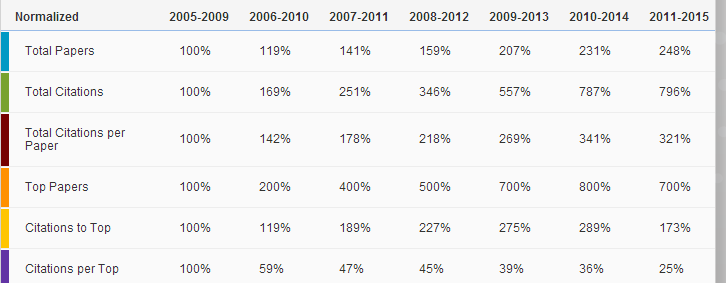 Normalized 2005-2009 2006-2010 2007-2011 2008-2012 2009-2013 2010-2014 2011-2015
Total Papers 100% 119% 141% 159% 207% 231% 248%
Total Citations 100% 169% 251% 346% 557% 787% 796%
Total Citations per
Paper 100% 142% 178% 218% 269% 341% 321%
Top Papers 100% 200% 400% 500% 700% 800% 700%
Citations to Top 100% 119% 189% 227% 275% 289% 173%
Citations per Top 100% 59% 47% 45% 39% 36% 25%